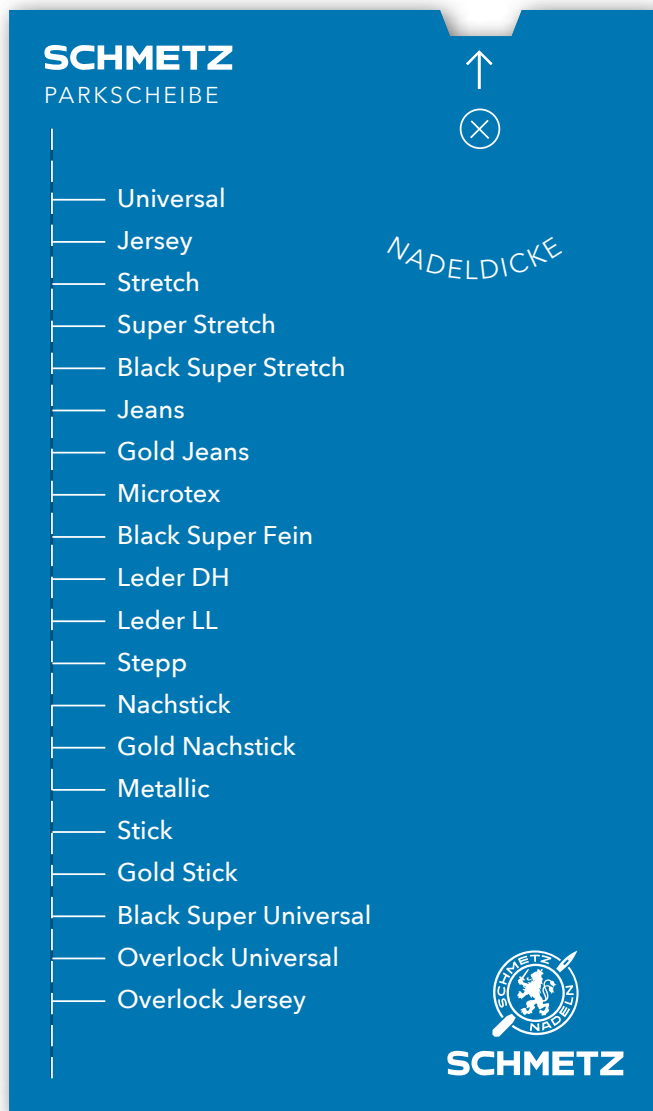 SCHMETZ
PARKSCHEIBE
NADELDICKE
Universal
Jersey
Stretch
Super Stretch
Black Super Stretch
Jeans
Gold Jeans
Microtex
Black Super Fein
Leder DH
Leder LL
Stepp
Nachstick
Gold Nachstick
Metallic
Stick
Gold Stick
Black Super Universal
Overlock Universal
Overlock Jersey
SCHMETZ
NADELN
SCHMETZ